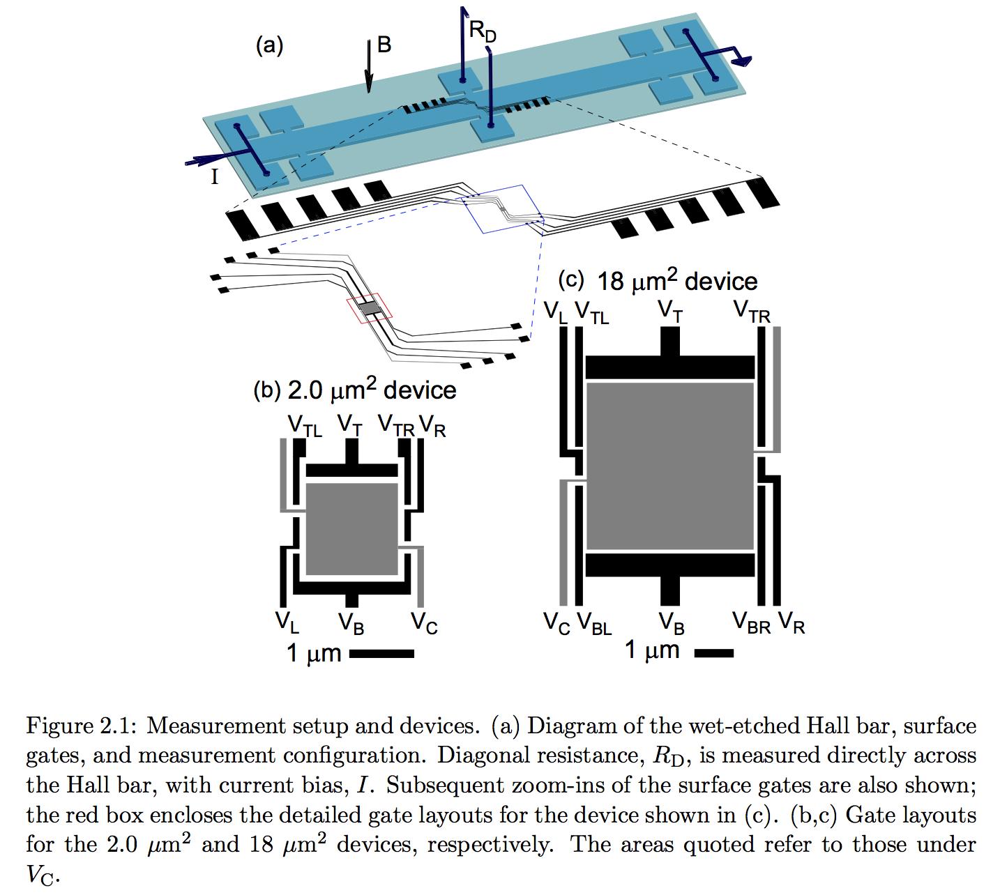 (a)
B
R_D
I
(c) 18 μm² device
V_L V_TL V_T V_TR
(b) 2.0 μm² device
V_TL V_T V_TR V_R
V_L V_B V_C
1 μm
V_C V_BL V_B V_BR V_R
1 μm
Figure 2.1: Measurement setup and devices. (a) Diagram of the wet-etched Hall bar, surface
gates, and measurement configuration. Diagonal resistance, R_D, is measured directly across
the Hall bar, with current bias, I. Subsequent zoom-ins of the surface gates are also shown;
the red box encloses the detailed gate layouts for the device shown in (c). (b,c) Gate layouts
for the 2.0 μm² and 18 μm² devices, respectively. The areas quoted refer to those under
V_C.